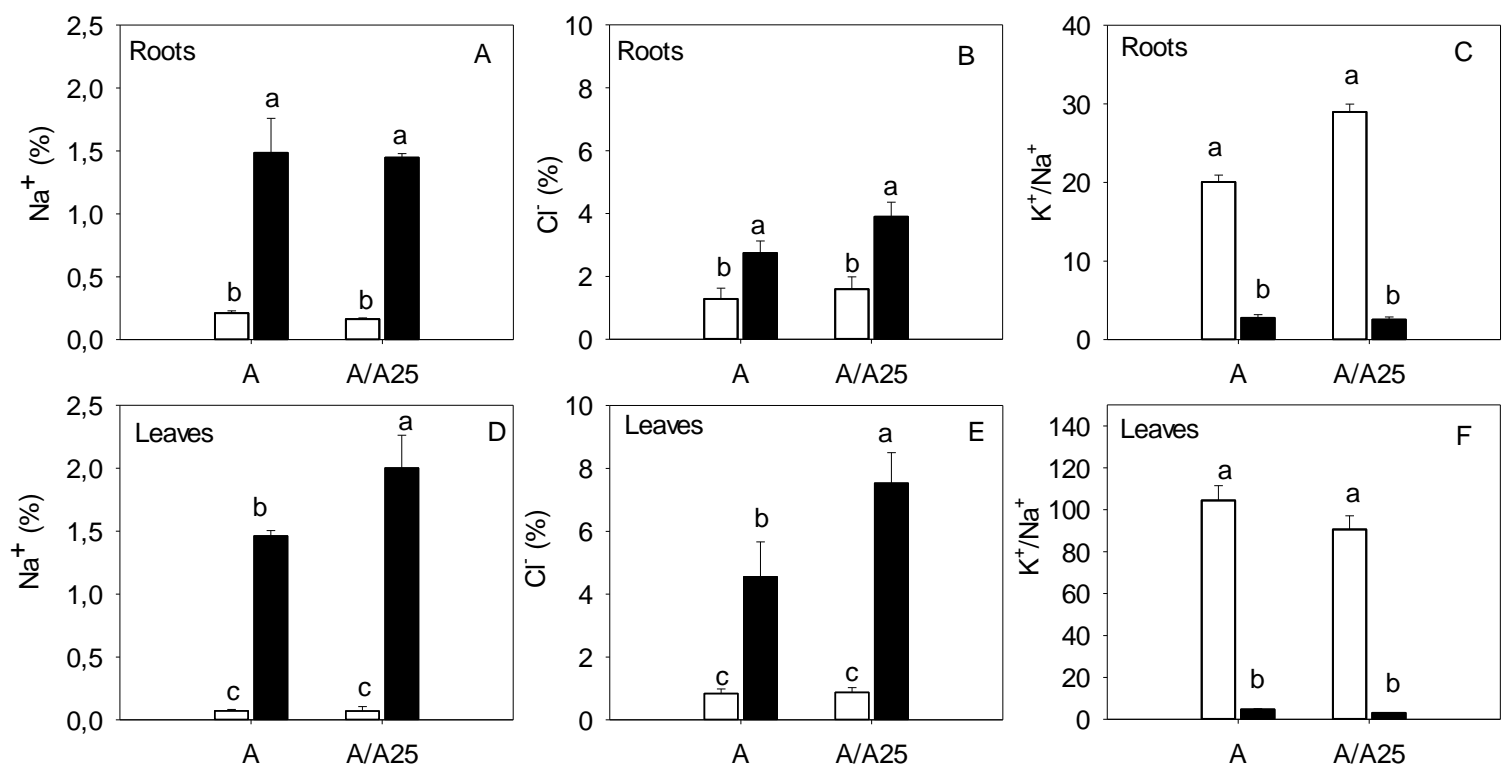 Roots A
Na+ (%)
2,5
2,0
1,5
1,0
0,5
0,0
b a b a
A A/A25
Roots B
Cl- (%)
10
8
6
4
2
0
b a b a
A A/A25
Roots C
K+/Na+
40
30
20
10
0
a b a b
A A/A25
Leaves D
Na+ (%)
2,5
2,0
1,5
1,0
0,5
0,0
c b c a
A A/A25
Leaves E
Cl- (%)
10
8
6
4
2
0
c b c a
A A/A25
Leaves F
K+/Na+
140
120
100
80
60
40
20
0
a b a b
A A/A25